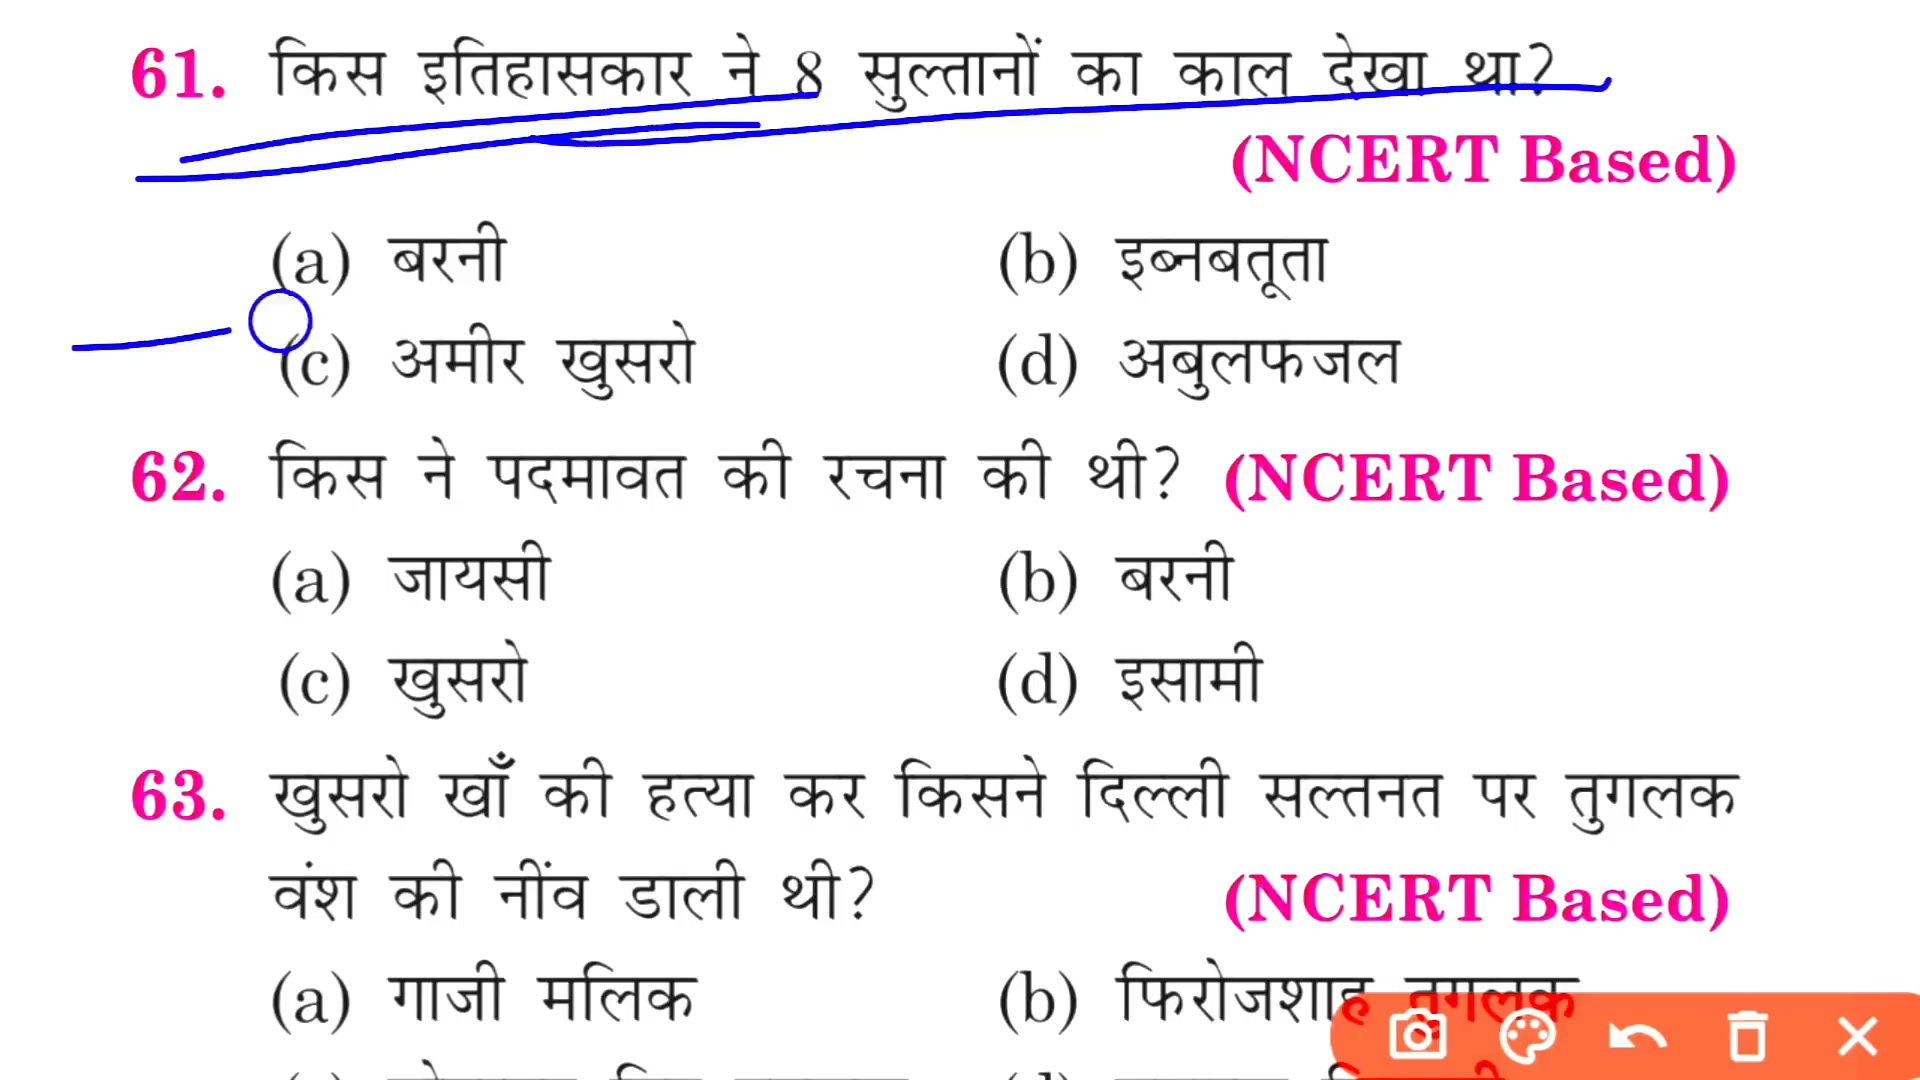 61. किस इतिहासकार ने 8 सुल्तानों का काल देखा था?
(NCERT Based)
(a) बरनी (b) इब्नबतूता
(c) अमीर खुसरो (d) अबुलफजल
62. किस ने पदमावत की रचना की थी? (NCERT Based)
(a) जायसी (b) बरनी
(c) खुसरो (d) इसामी
63. खुसरो खाँ की हत्या कर किसने दिल्ली सल्तनत पर तुगलक
वंश की नींव डाली थी? (NCERT Based)
(a) गाजी मलिक (b) फिरोजशाह तुगलक